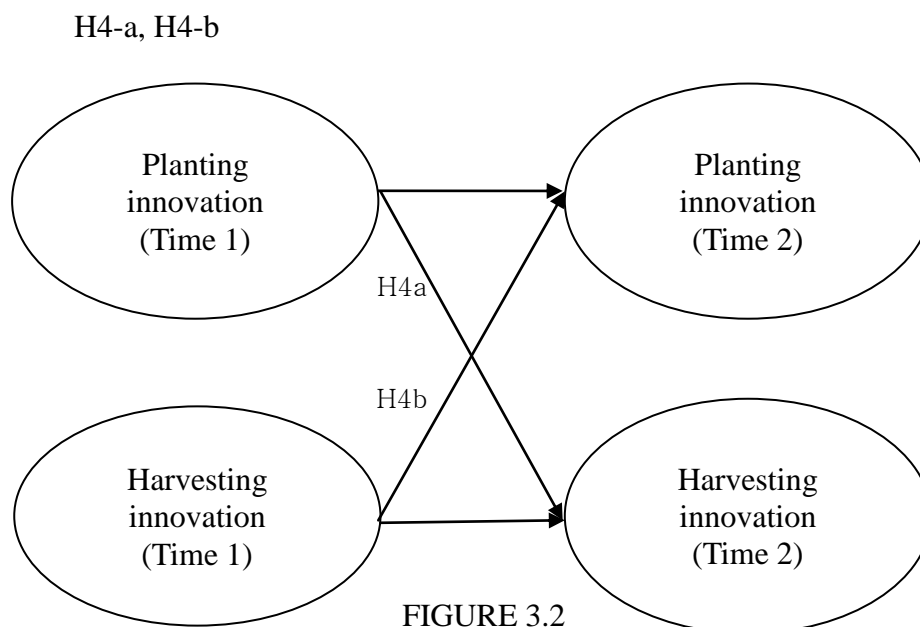 H4-a, H4-b
Planting
innovation
(Time 1)
Planting
innovation
(Time 2)
H4a
H4b
Harvesting
innovation
(Time 1)
Harvesting
innovation
(Time 2)
FIGURE 3.2